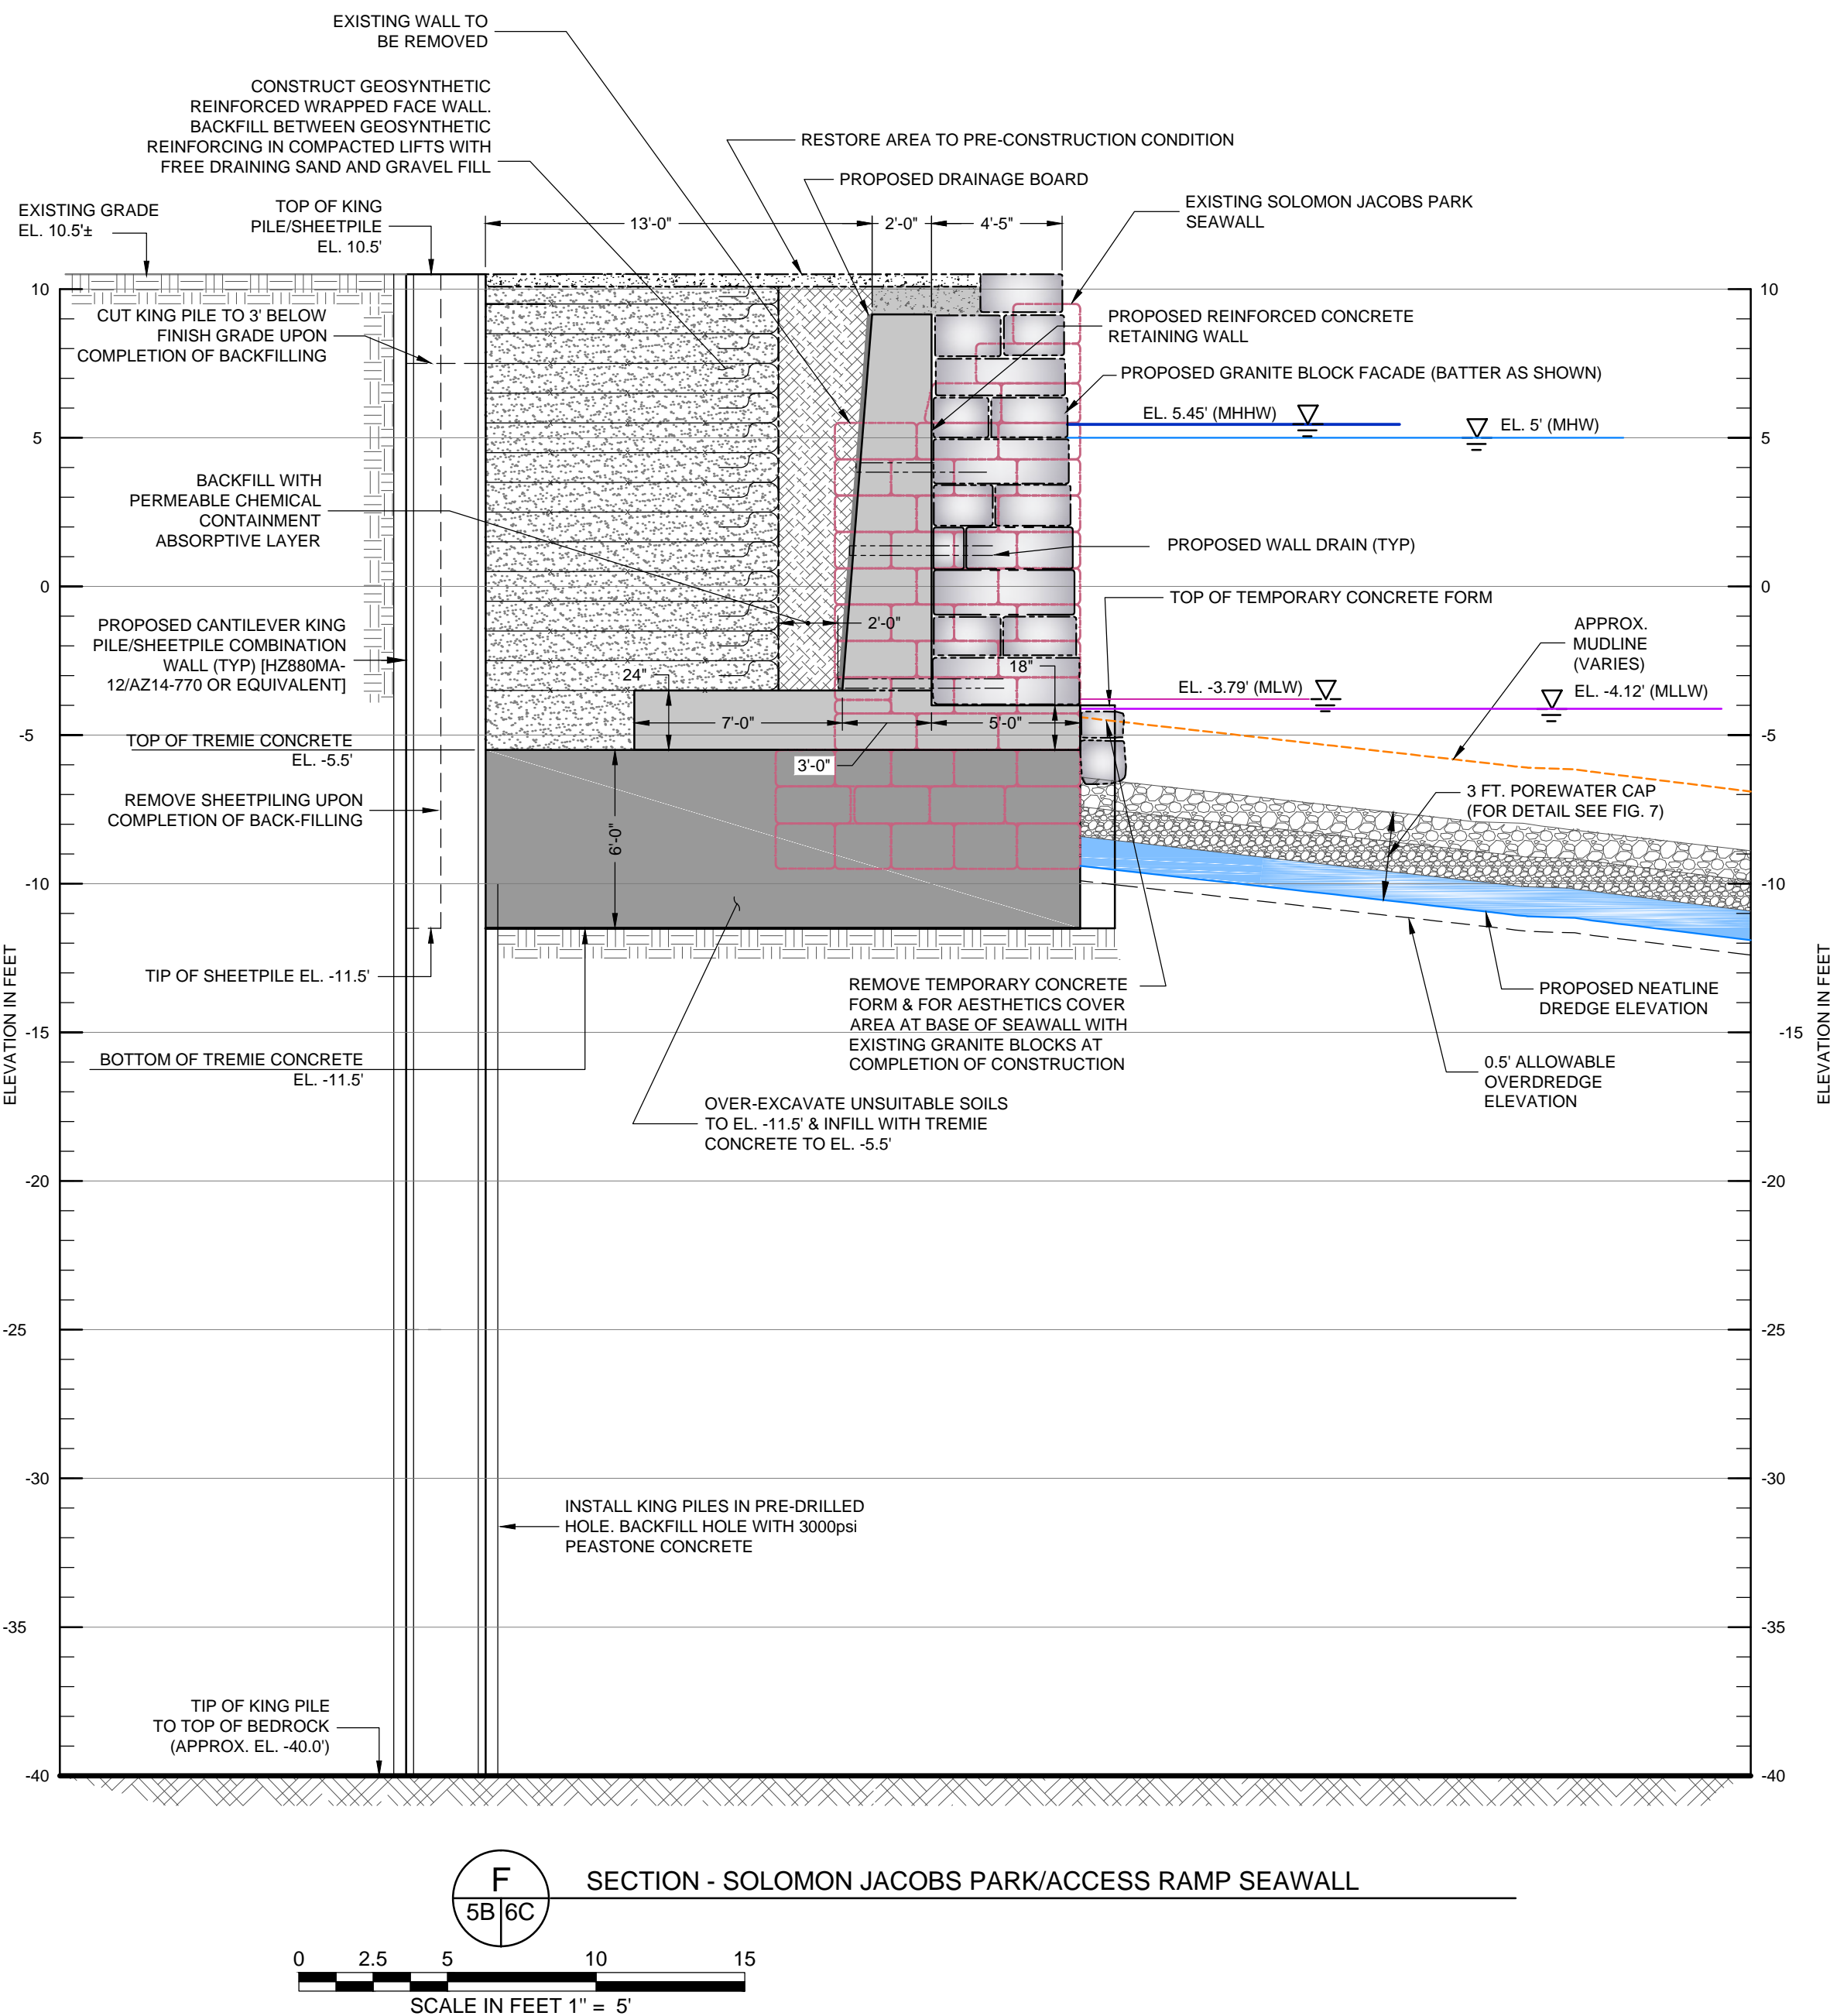 EXISTING WALL TO
BE REMOVED
CONSTRUCT GEOSYNTHETIC
REINFORCED WRAPPED FACE WALL.
BACKFILL BETWEEN GEOSYNTHETIC
REINFORCING IN COMPACTED LIFTS WITH
FREE DRAINING SAND AND GRAVEL FILL
RESTORE AREA TO PRE-CONSTRUCTION CONDITION
PROPOSED DRAINAGE BOARD
EXISTING GRADE
EL. 10.5'±
TOP OF KING
PILE/SHEETPILE
EL. 10.5'
13'-0"
2'-0"
4'-5"
EXISTING SOLOMON JACOBS PARK
SEAWALL
10
10
CUT KING PILE TO 3' BELOW
FINISH GRADE UPON
COMPLETION OF BACKFILLING
PROPOSED REINFORCED CONCRETE
RETAINING WALL
PROPOSED GRANITE BLOCK FACADE (BATTER AS SHOWN)
EL. 5.45' (MHHW)
EL. 5' (MHW)
5
5
BACKFILL WITH
PERMEABLE CHEMICAL
CONTAINMENT
ABSORPTIVE LAYER
PROPOSED WALL DRAIN (TYP)
0
0
TOP OF TEMPORARY CONCRETE FORM
PROPOSED CANTILEVER KING
PILE/SHEETPILE COMBINATION
WALL (TYP) [HZ880MA-
12/AZ14-770 OR EQUIVALENT]
2'-0"
APPROX.
MUDLINE
(VARIES)
24"
18"
EL. -3.79' (MLW)
EL. -4.12' (MLLW)
7'-0"
5'-0"
3'-0"
-5
-5
TOP OF TREMIE CONCRETE
EL. -5.5'
REMOVE SHEETPILING UPON
COMPLETION OF BACK-FILLING
6'-0"
3 FT. POREWATER CAP
(FOR DETAIL SEE FIG. 7)
-10
-10
TIP OF SHEETPILE EL. -11.5'
REMOVE TEMPORARY CONCRETE
FORM & FOR AESTHETICS COVER
AREA AT BASE OF SEAWALL WITH
EXISTING GRANITE BLOCKS AT
COMPLETION OF CONSTRUCTION
PROPOSED NEATLINE
DREDGE ELEVATION
ELEVATION IN FEET
ELEVATION IN FEET
-15
-15
BOTTOM OF TREMIE CONCRETE
EL. -11.5'
0.5' ALLOWABLE
OVERDREDGE
ELEVATION
OVER-EXCAVATE UNSUITABLE SOILS
TO EL. -11.5' & INFILL WITH TREMIE
CONCRETE TO EL. -5.5'
-20
-20
-25
-25
-30
-30
INSTALL KING PILES IN PRE-DRILLED
HOLE. BACKFILL HOLE WITH 3000psi
PEASTONE CONCRETE
-35
-35
TIP OF KING PILE
TO TOP OF BEDROCK
(APPROX. EL. -40.0')
-40
-40
F
5B 6C
SECTION - SOLOMON JACOBS PARK/ACCESS RAMP SEAWALL
0 2.5 5 10 15
SCALE IN FEET 1" = 5'